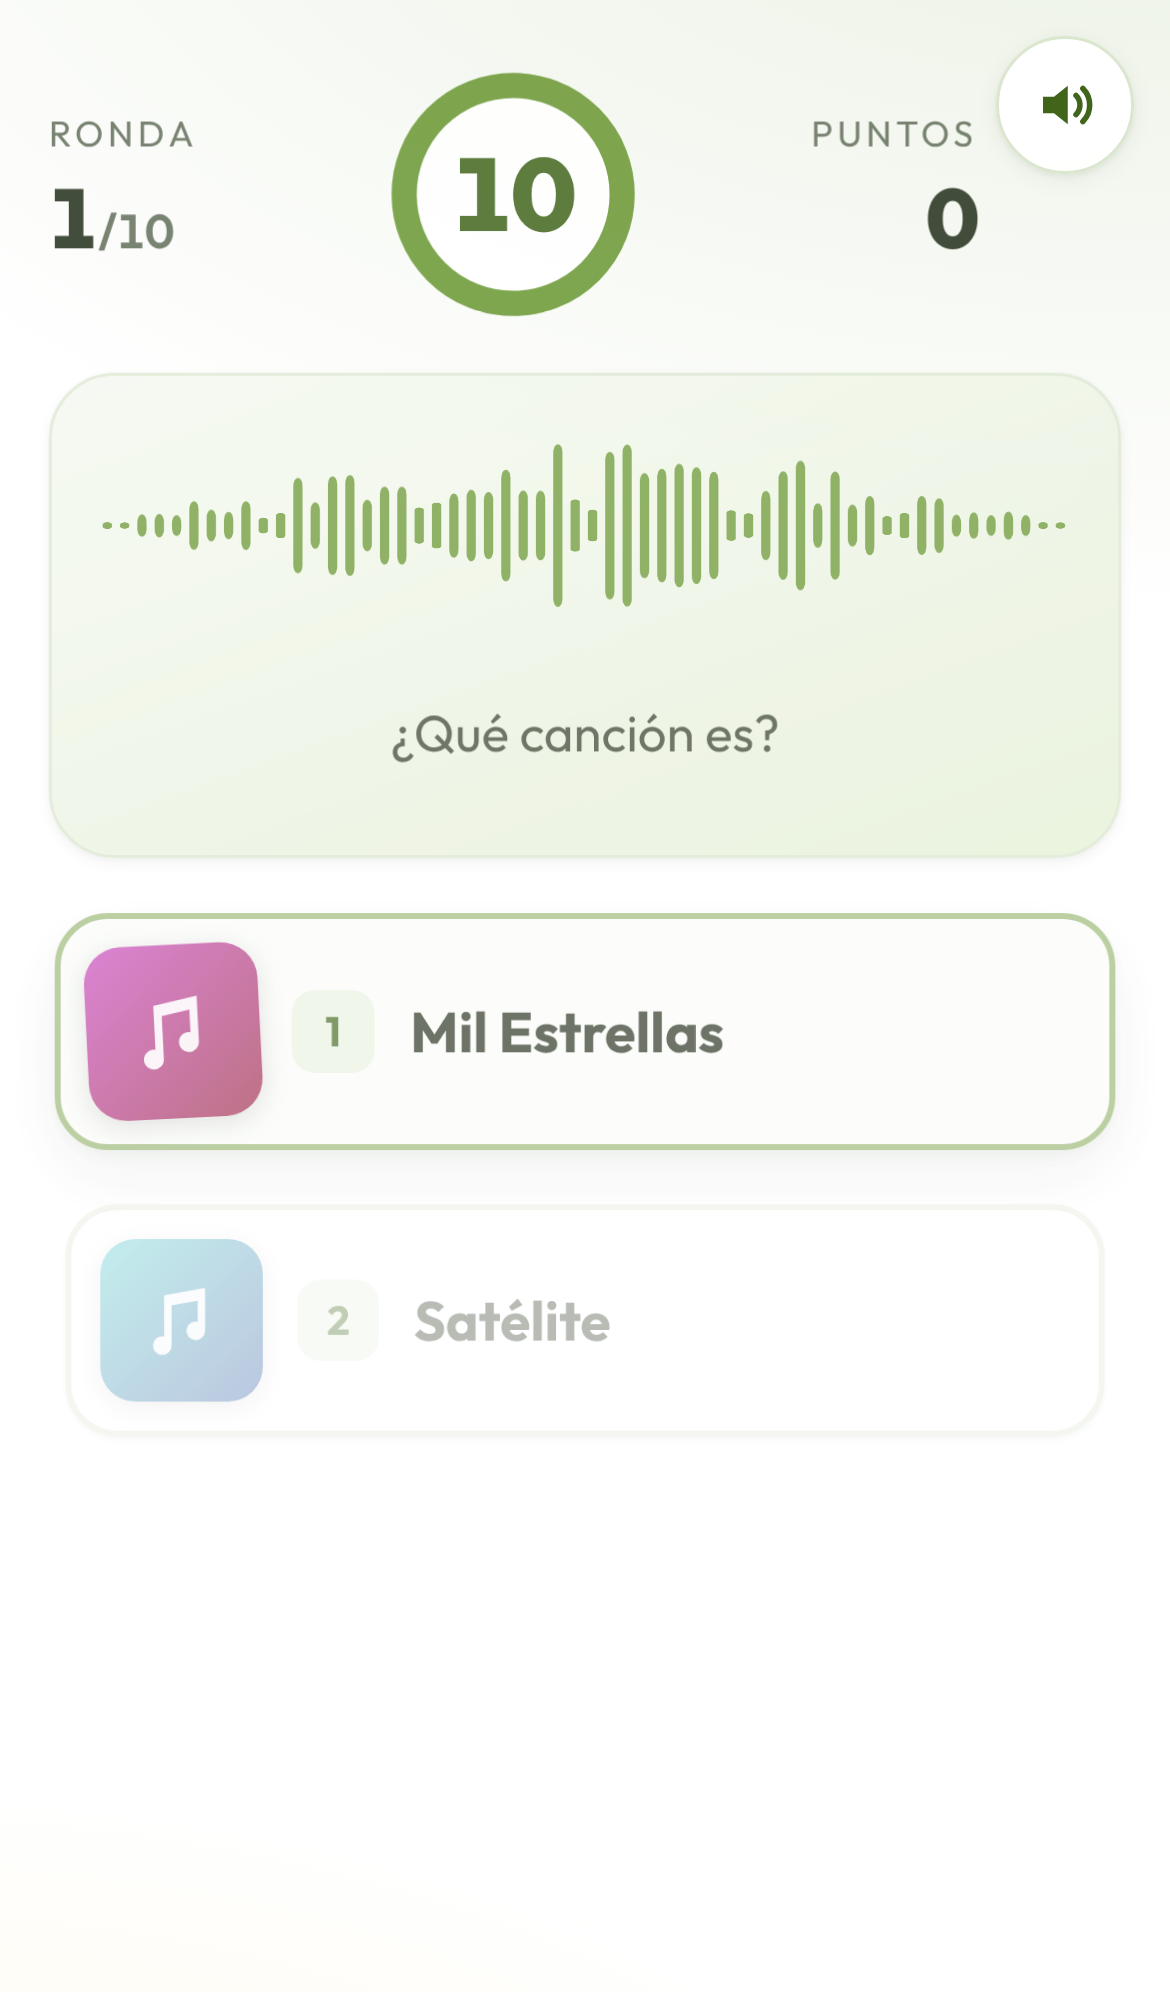 RONDA
1/10
10
PUNTOS
0
¿Qué canción es?
1 Mil Estrellas
2 Satélite